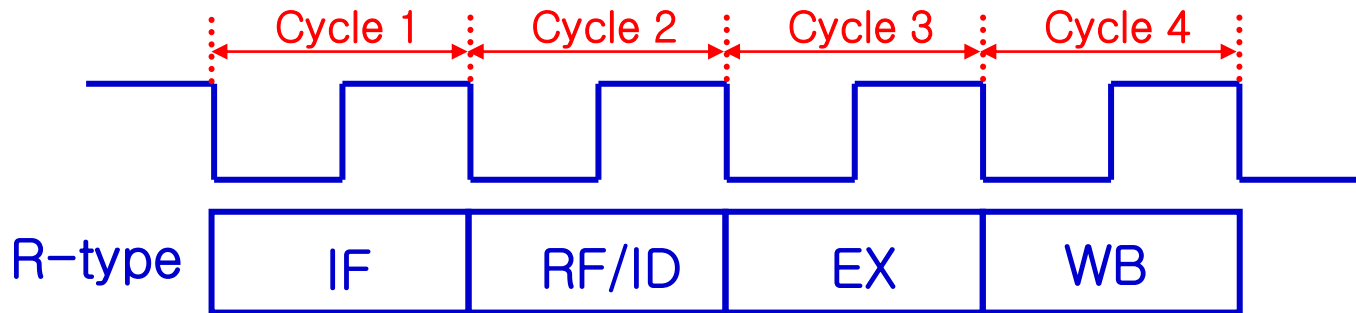 Cycle 1 Cycle 2 Cycle 3 Cycle 4
R-type IF RF/ID EX WB